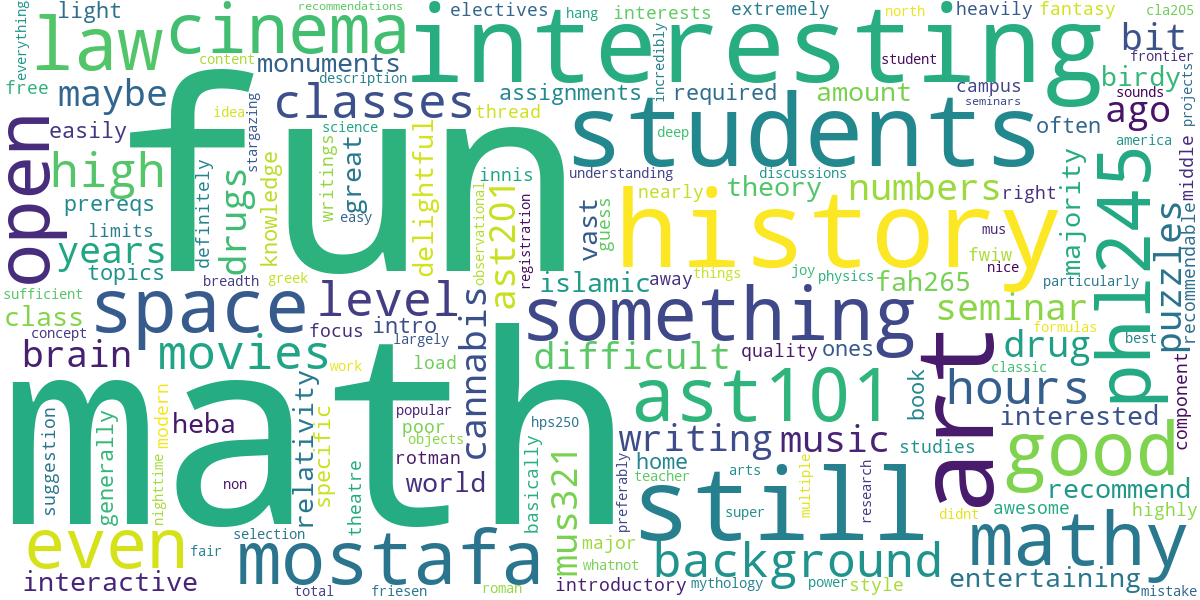 everything
light
law
cinema
recommendations
interesting
electives
hang
interests
extremely
heavily
fantasy
north
cla205
bit
frontier
content
monuments
description
free
maybe
fun
idea
classes
assignments
incredibly
required
amount
campus
seminars
student
birdy
sounds
projects
ago
often
america
open
easily
high
stargazing
science
thread
students
deep
discussions
understanding
prereqs
limits
years
topics
definitely
drugs
knowledge
writings
great
easy
delightful
innis
observational
ast201
registration
vast
guess
nearly
history
theory
numbers
right
majority
phl245
middle
recommendable
puzzles
mus
fwiw
nice
breadth
greek
islamic
away
things
joy
physics
fah265
particularly
sufficient
class
concept
space
level
focus
intro
largely
cannabis
something
seminar
formulas
best
brain
movies
work
load
difficult
quality
ones
drug
classic
math
modern
heba
popular
poor
objects
rotman
hps250
ast101
art
book
hours
interested
component
suggestion
generally
nighttime
non
relativity
specific
theatre
world
basically
mus321
writing
music
studies
home
teacher
preferably
arts
multiple
research
good
recommend
still
super
didnt
awesome
highly
even
fair
selection
mostafa
major
whatnot
background
mathy
interactive
total
friesen
roman
introductory
mythology
power
style
entertaining
mistake